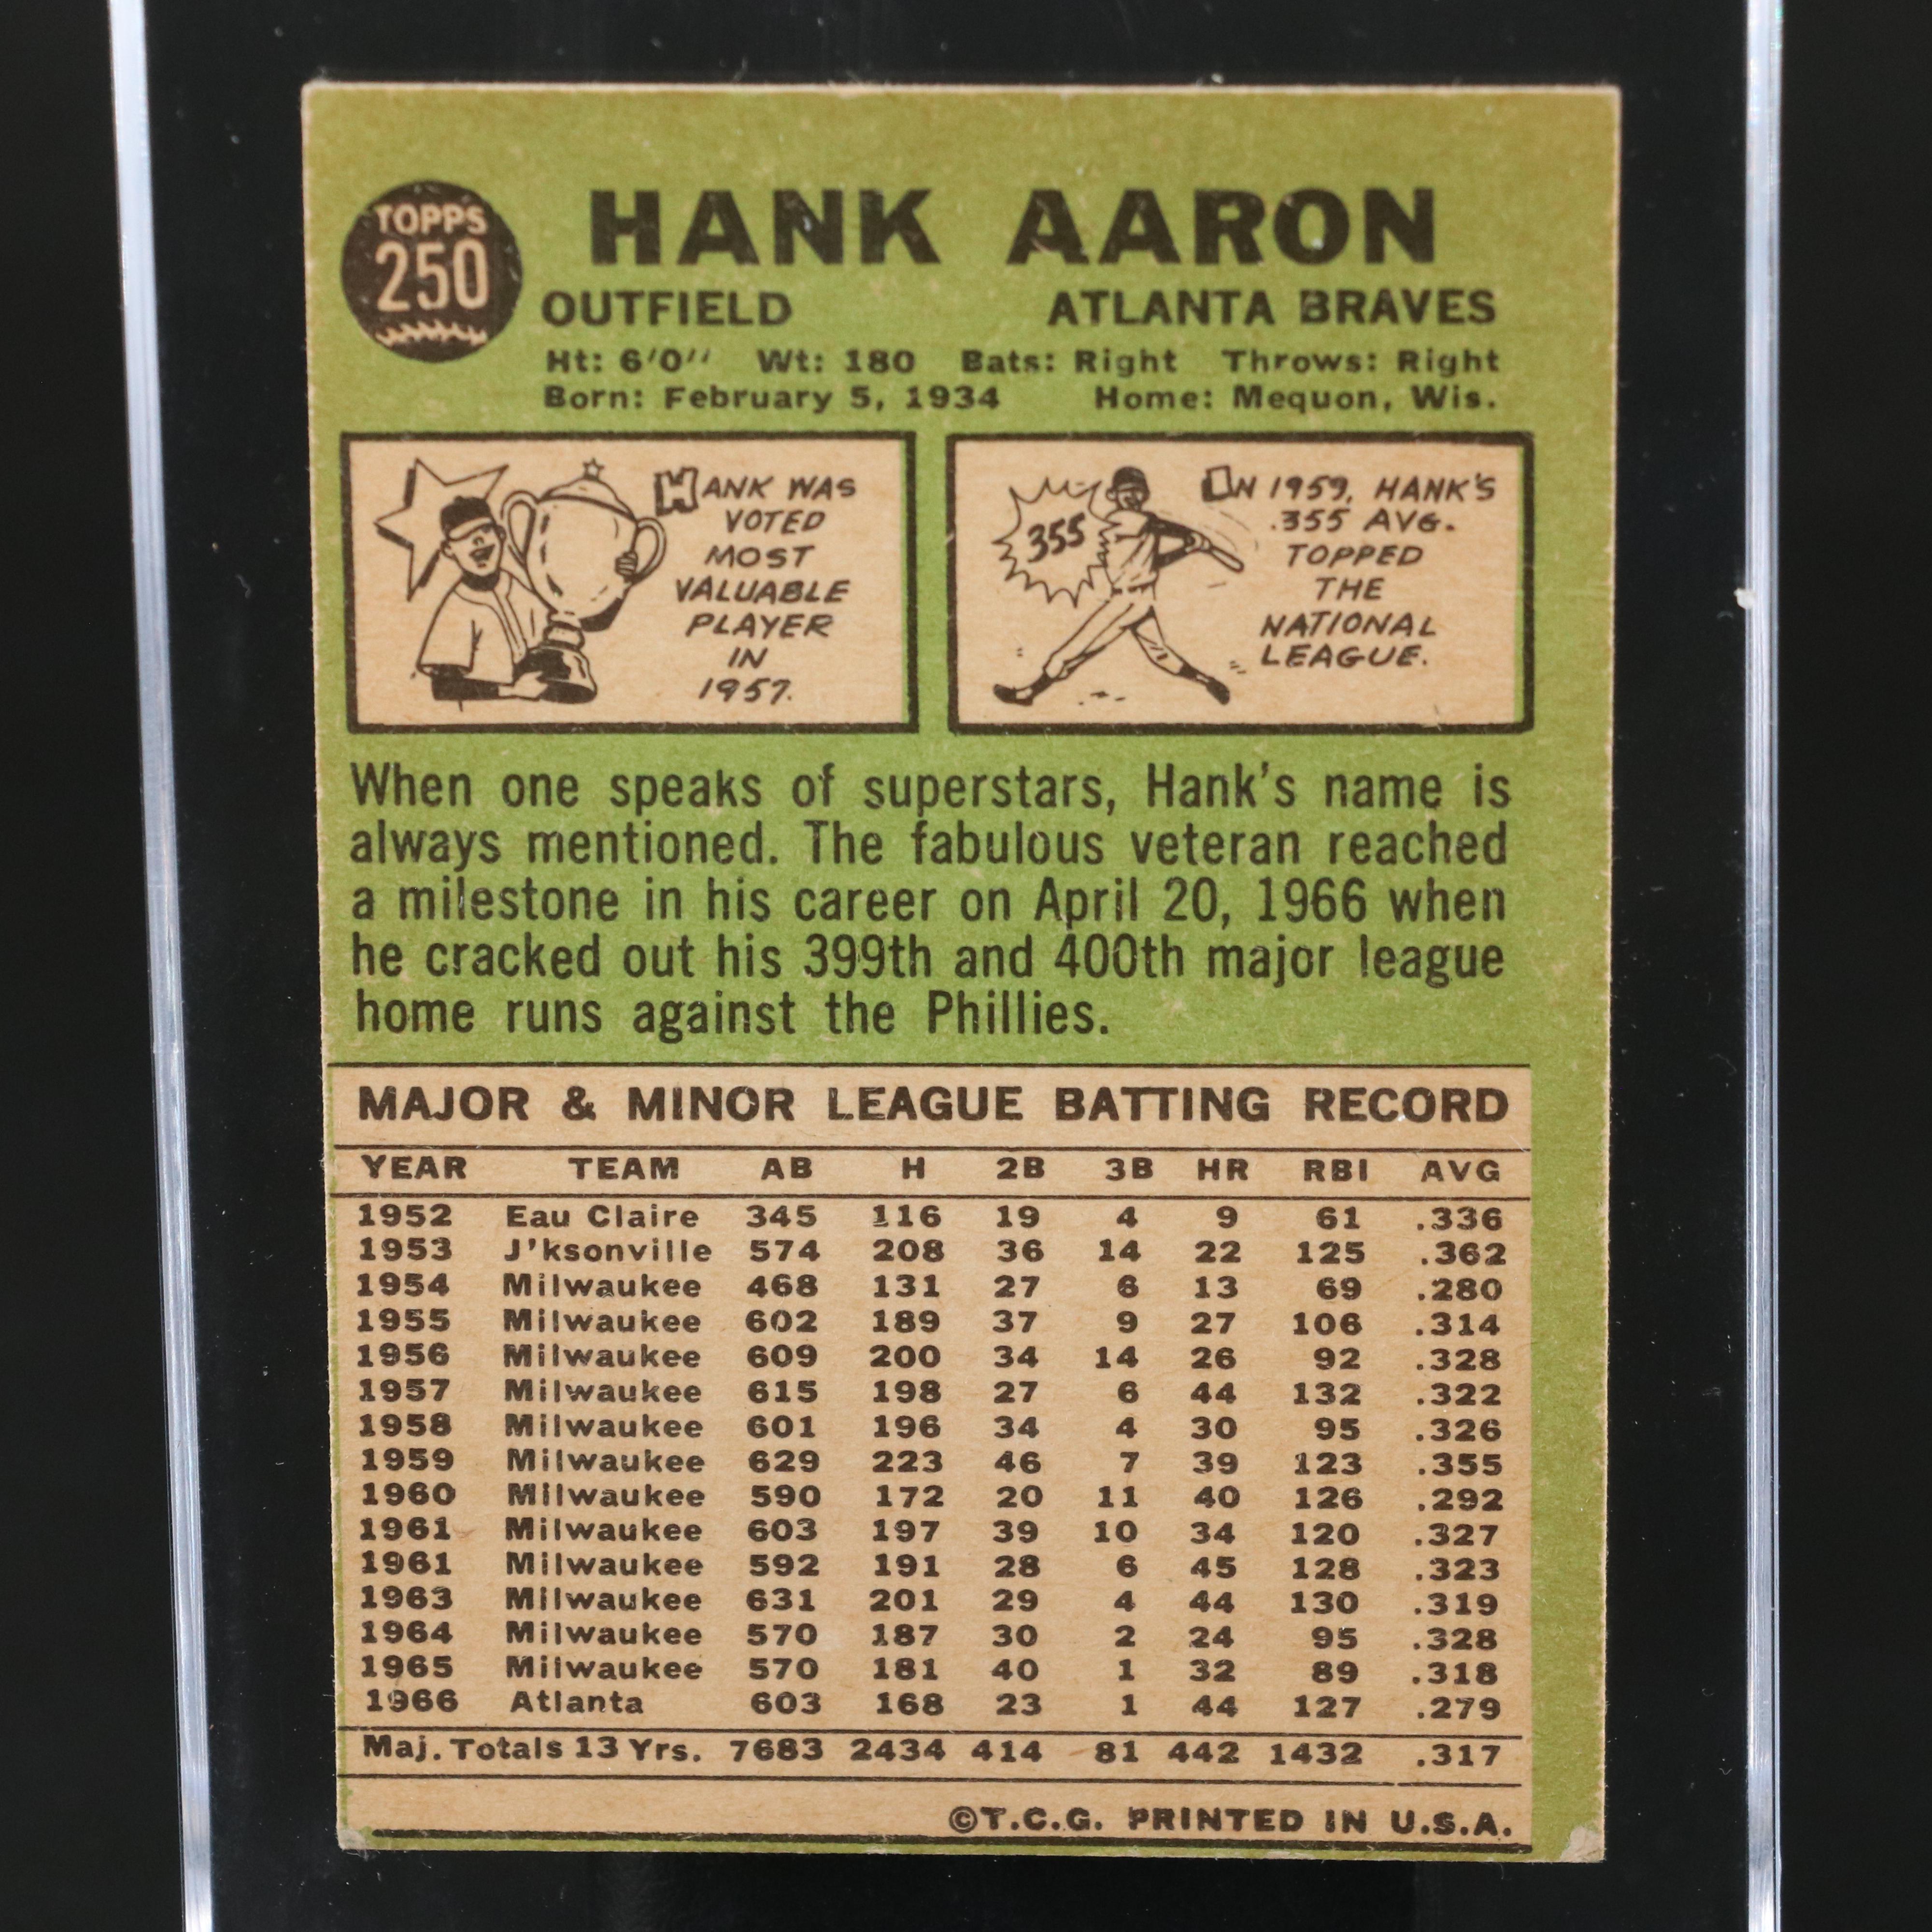 TOPPS
250
HANK AARON
OUTFIELD ATLANTA BRAVES
Ht: 6'0" Wt: 180 Bats: Right Throws: Right
Born: February 5, 1934 Home: Mequon, Wis.
HANK WAS
VOTED
MOST
VALUABLE
PLAYER
IN
1957.
355
IN 1959, HANK'S
.355 AVG.
TOPPED
THE
NATIONAL
LEAGUE.
When one speaks of superstars, Hank's name is
always mentioned. The fabulous veteran reached
a milestone in his career on April 20, 1966 when
he cracked out his 399th and 400th major league
home runs against the Phillies.
MAJOR & MINOR LEAGUE BATTING RECORD
YEAR TEAM AB H 2B 3B HR RBI AVG
1952 Eau Claire 345 116 19 4 9 61 .336
1953 J'ksonville 574 208 36 14 22 125 .362
1954 Milwaukee 468 131 27 6 13 69 .280
1955 Milwaukee 602 189 37 9 27 106 .314
1956 Milwaukee 609 200 34 14 26 92 .328
1957 Milwaukee 615 198 27 6 44 132 .322
1958 Milwaukee 601 196 34 4 30 95 .326
1959 Milwaukee 629 223 46 7 39 123 .355
1960 Milwaukee 590 172 20 11 40 126 .292
1961 Milwaukee 603 197 39 10 34 120 .327
1961 Milwaukee 592 191 28 6 45 128 .323
1963 Milwaukee 631 201 29 4 44 130 .319
1964 Milwaukee 570 187 30 2 24 95 .328
1965 Milwaukee 570 181 40 1 32 89 .318
1966 Atlanta 603 168 23 1 44 127 .279
Maj. Totals 13 Yrs. 7683 2434 414 81 442 1432 .317
©T.C.G. PRINTED IN U.S.A.